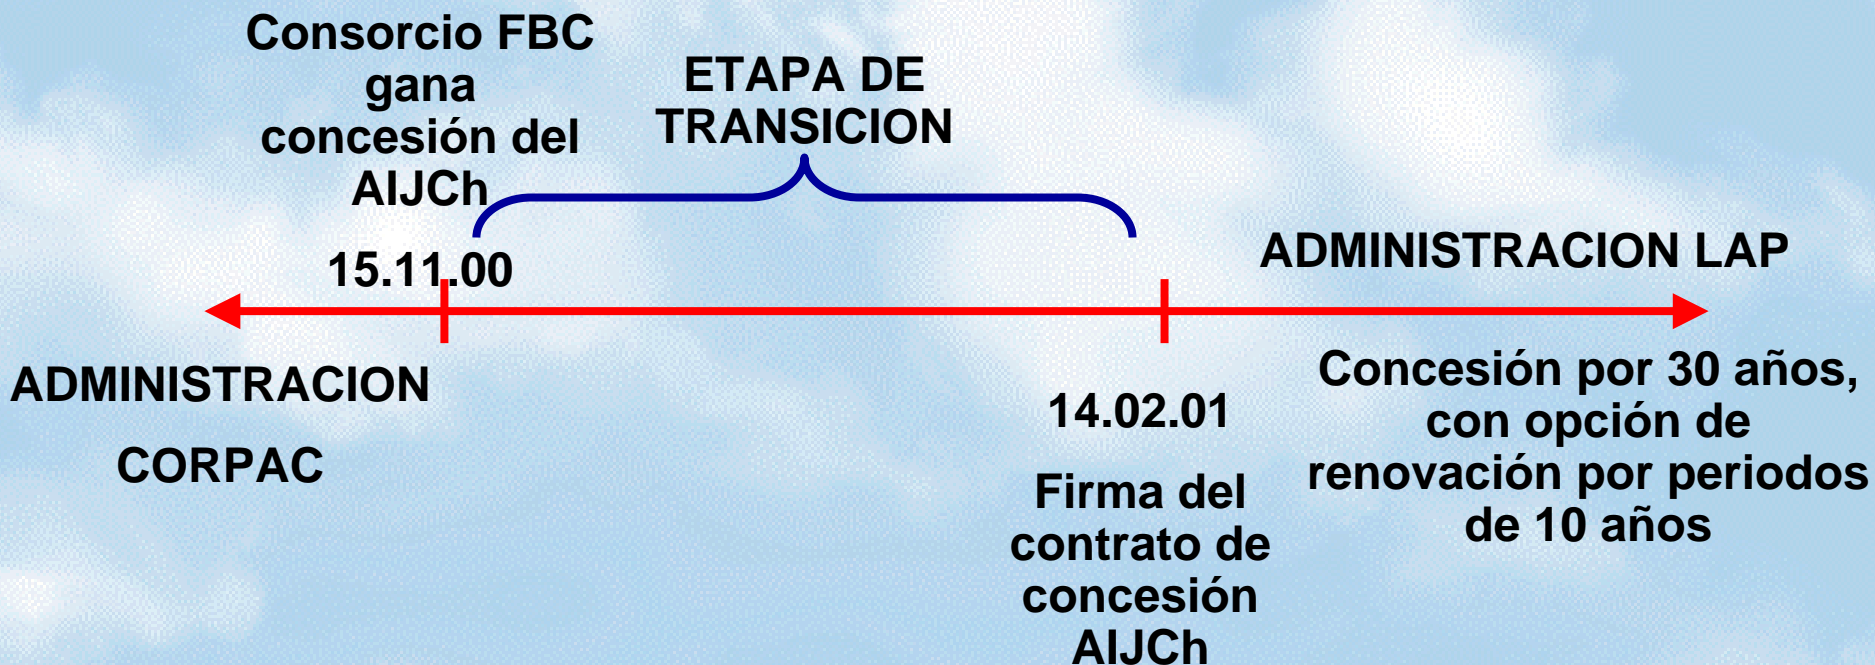 Consorcio FBC
gana
concesión del
AIJCh
15.11.00
ETAPA DE
TRANSICION
ADMINISTRACION LAP
ADMINISTRACION
CORPAC
14.02.01
Firma del
contrato de
concesión
AIJCh
Concesión por 30 años,
con opción de
renovación por periodos
de 10 años